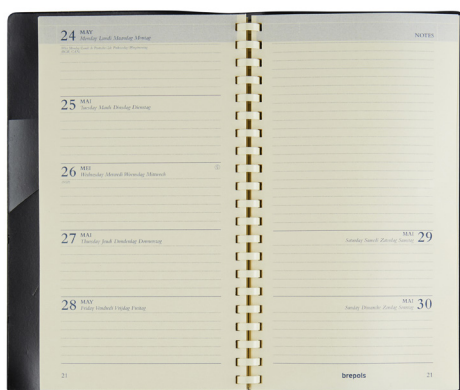 24 MAY
Monday Lundi Maandag Montag
25 MAI
Tuesday Mardi Dinsdag Dienstag
26 MEI
Wednesday Mercredi Woensdag Mittwoch
27 MAI
Thursday Jeudi Donderdag Donnerstag
28 MAY
Friday Vendredi Vrijdag Freitag
21
NOTES
MAI 29
Saturday Samedi Zaterdag Samstag
MAI 30
Sunday Dimanche Zondag Sonntag
brepols 21